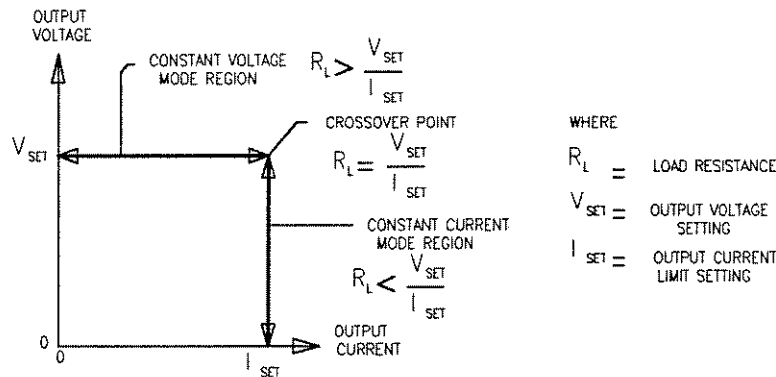 OUTPUT
VOLTAGE
CONSTANT VOLTAGE
MODE REGION
R_L > V_SET / I_SET
CROSSOVER POINT
V_SET
R_L = V_SET / I_SET
CONSTANT CURRENT
MODE REGION
R_L < V_SET / I_SET
0
0
I_SET
OUTPUT
CURRENT
WHERE
R_L = LOAD RESISTANCE
V_SET = OUTPUT VOLTAGE
SETTING
I_SET = OUTPUT CURRENT
LIMIT SETTING